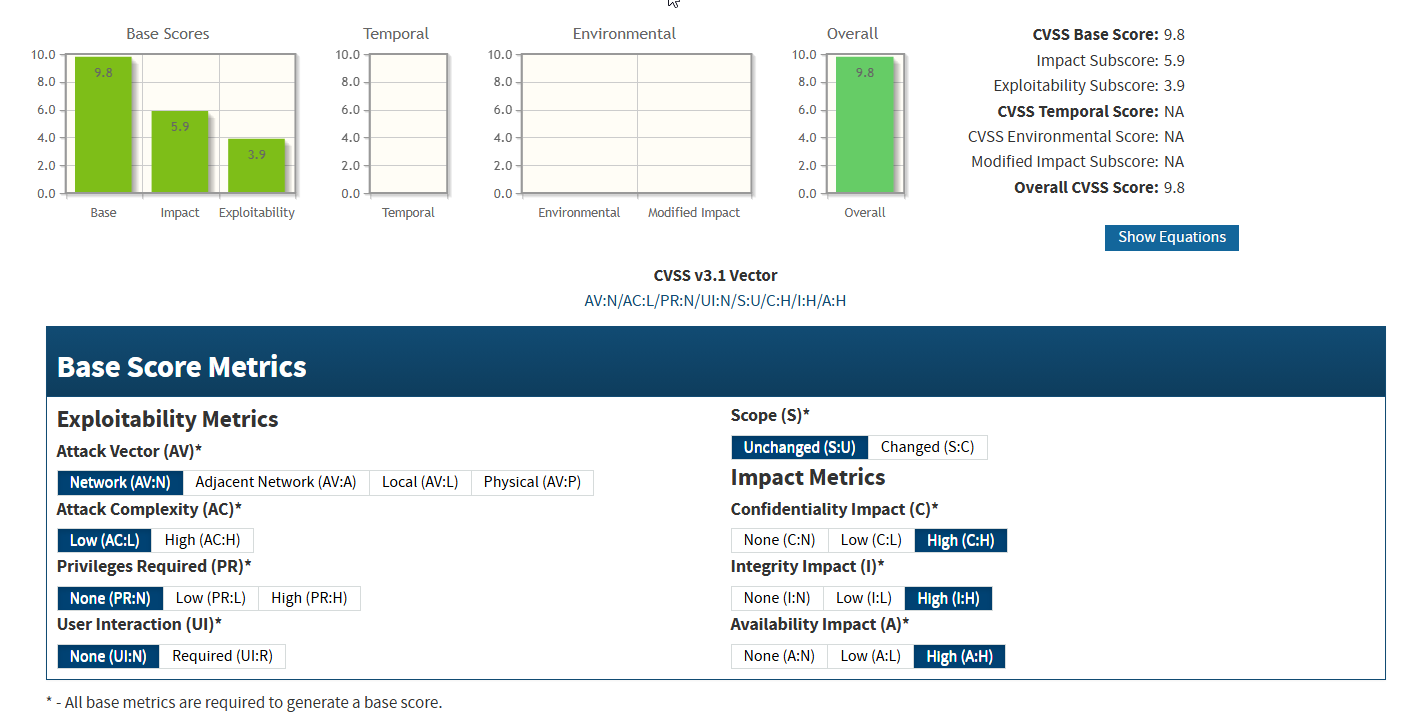 Base Scores
10.0
8.0
6.0
4.0
2.0
0.0
9.8
5.9
3.9
Base Impact Exploitability
Temporal
10.0
8.0
6.0
4.0
2.0
0.0
Temporal
Environmental
10.0
8.0
6.0
4.0
2.0
0.0
Environmental Modified Impact
Overall
10.0
8.0
6.0
4.0
2.0
0.0
9.8
Overall
CVSS Base Score: 9.8
Impact Subscore: 5.9
Exploitability Subscore: 3.9
CVSS Temporal Score: NA
CVSS Environmental Score: NA
Modified Impact Subscore: NA
Overall CVSS Score: 9.8
Show Equations
CVSS v3.1 Vector
AV:N/AC:L/PR:N/UI:N/S:U/C:H/I:H/A:H
Base Score Metrics
Exploitability Metrics
Attack Vector (AV)*
Network (AV:N) Adjacent Network (AV:A) Local (AV:L) Physical (AV:P)
Attack Complexity (AC)*
Low (AC:L) High (AC:H)
Privileges Required (PR)*
None (PR:N) Low (PR:L) High (PR:H)
User Interaction (UI)*
None (UI:N) Required (UI:R)
Scope (S)*
Unchanged (S:U) Changed (S:C)
Impact Metrics
Confidentiality Impact (C)*
None (C:N) Low (C:L) High (C:H)
Integrity Impact (I)*
None (I:N) Low (I:L) High (I:H)
Availability Impact (A)*
None (A:N) Low (A:L) High (A:H)
* - All base metrics are required to generate a base score.